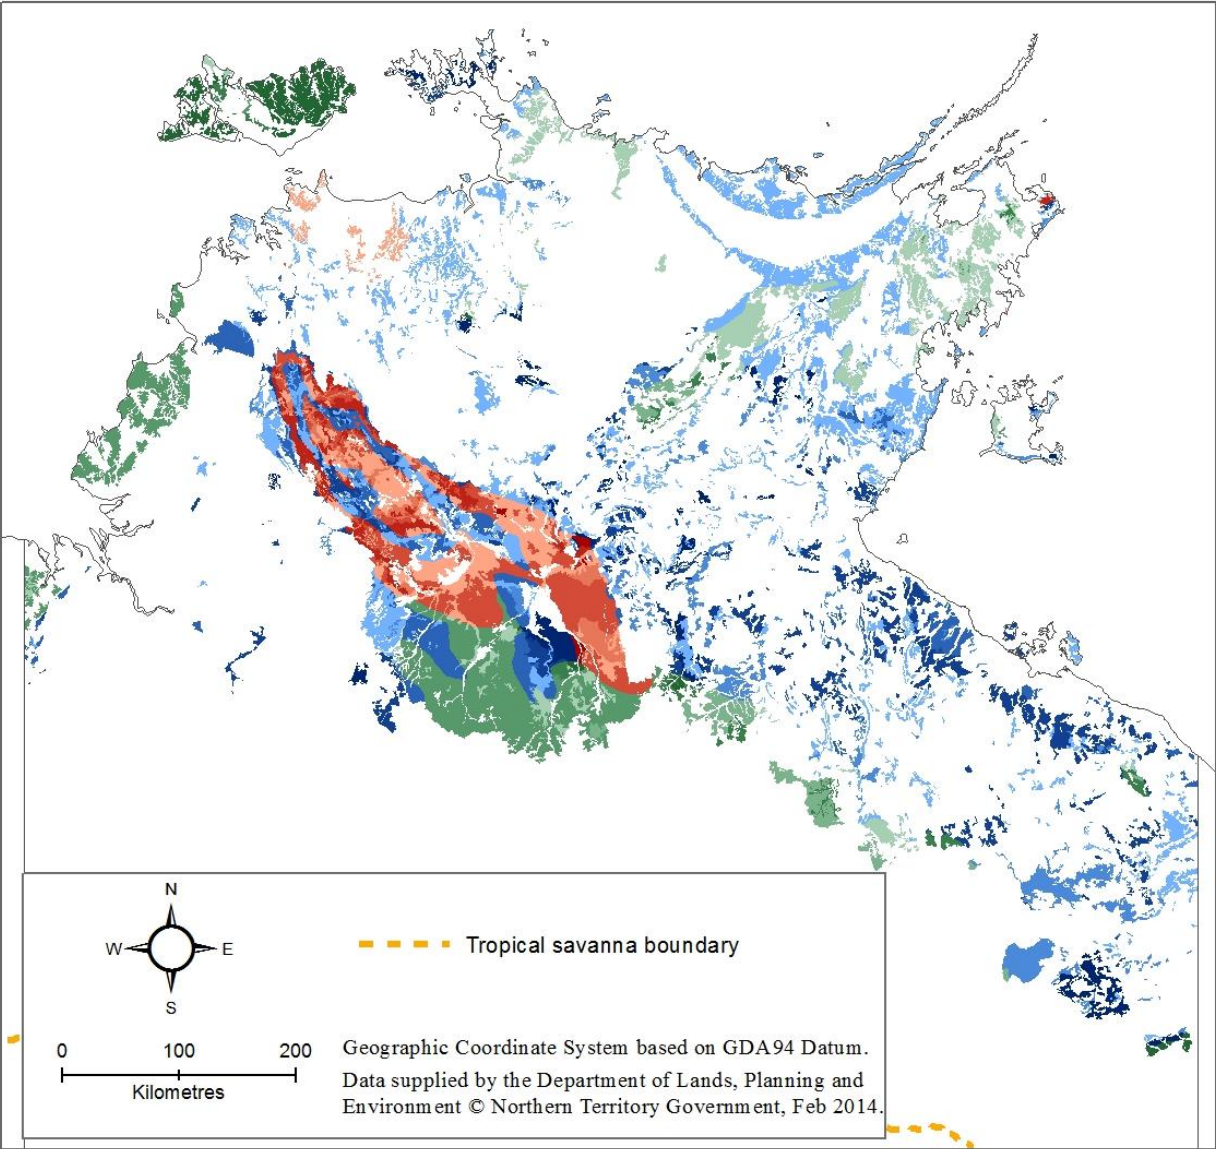 N
W E
S
Tropical savanna boundary
0 100 200
Kilometres
Geographic Coordinate System based on GDA94 Datum.
Data supplied by the Department of Lands, Planning and
Environment © Northern Territory Government, Feb 2014.